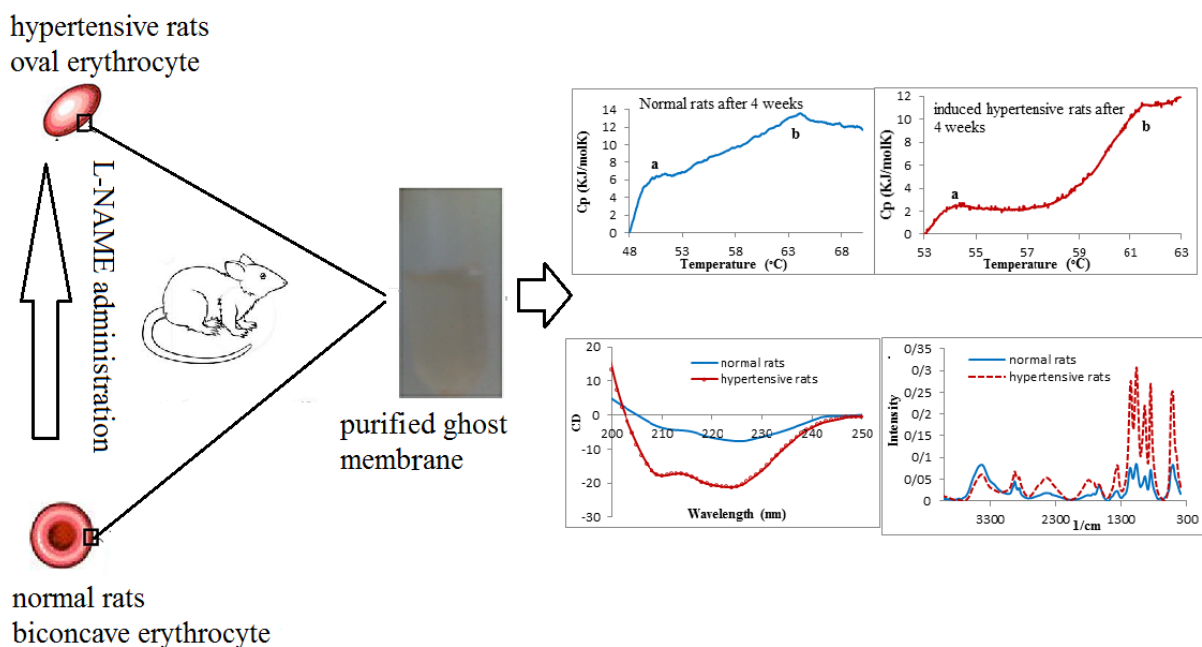 hypertensive rats
oval erythrocyte
L-NAME administration
normal rats
biconcave erythrocyte
purified ghost
membrane
Normal rats after 4 weeks
Cp (KJ/molK)
14
12
10
8
6
4
2
0
a
b
48
53
58
63
68
Temperature (°C)
induced hypertensive rats after
4 weeks
Cp (KJ/molK)
12
10
8
6
4
2
0
a
b
53
55
57
59
61
63
Temperature (°C)
CD
20
10
0
-10
-20
-30
normal rats
hypertensive rats
200
210
220
230
240
250
Wavelength (nm)
Intensity
0/35
0/3
0/25
0/2
0/1
0/1
0/05
0
normal rats
hypertensive rats
3300
2300
1300
300
1/cm